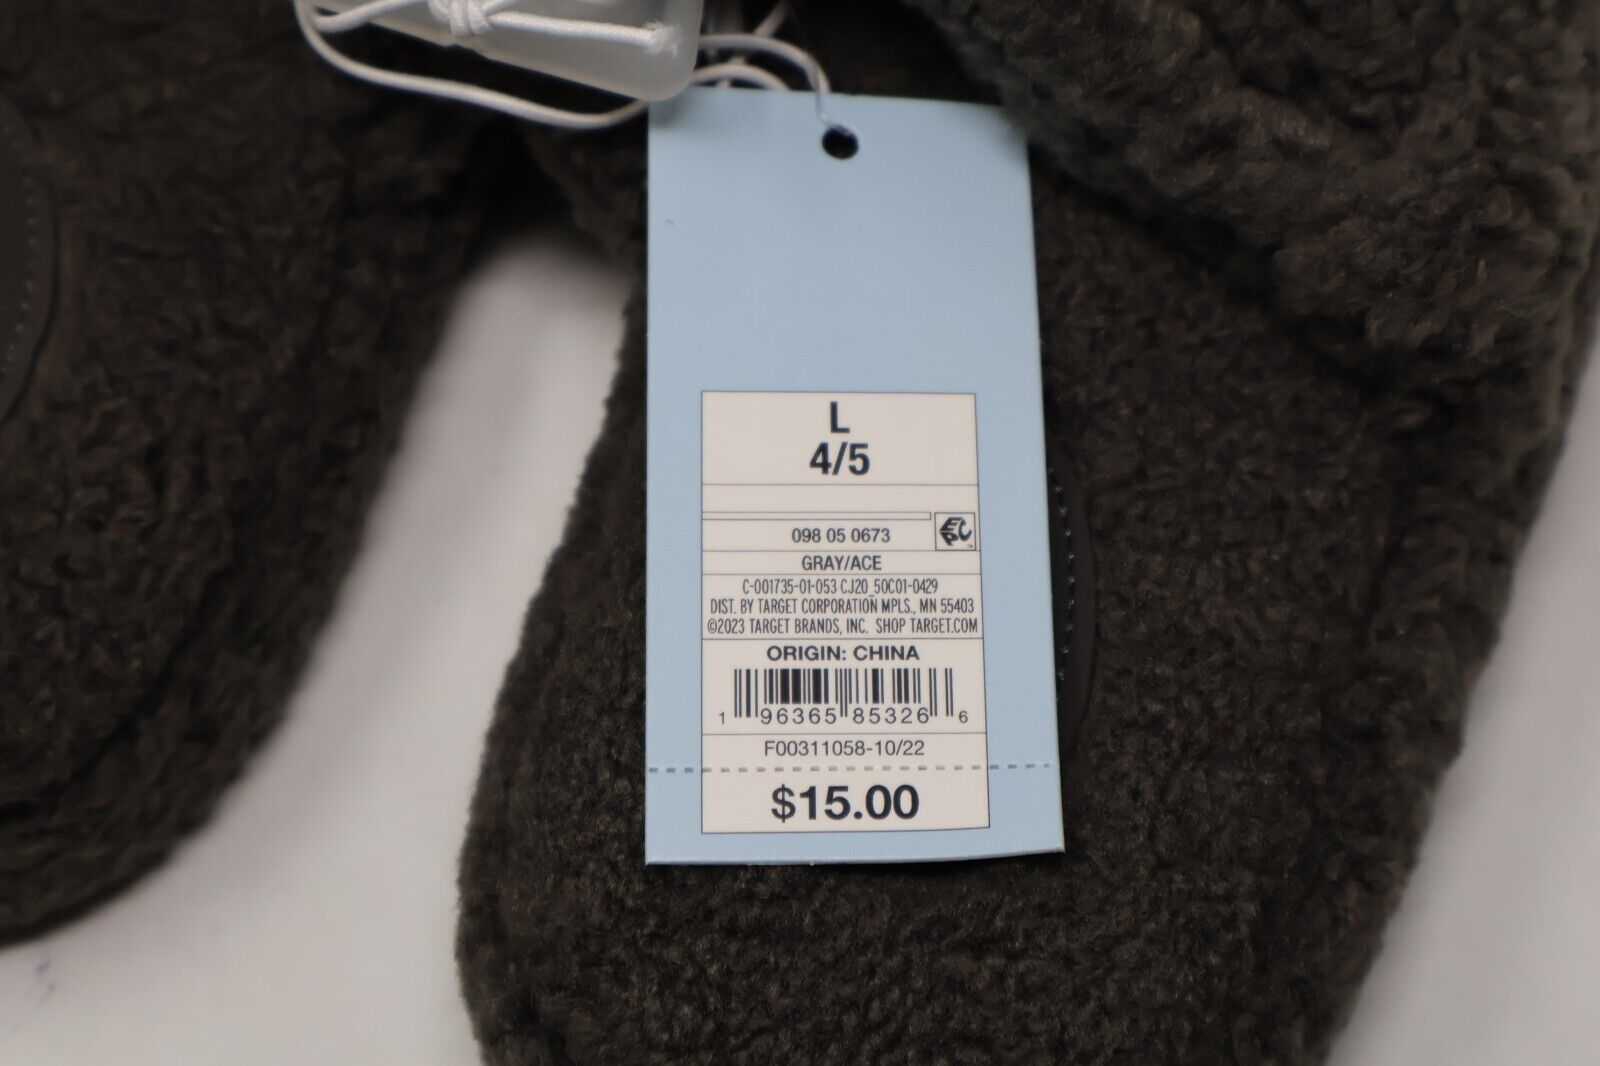 L
4/5
098 05 0673
EPC
GRAY/ACE
C-001735-01-053 CJ20_50C01-0429
DIST. BY TARGET CORPORATION MPLS., MN 55403
©2023 TARGET BRANDS, INC. SHOP TARGET.COM
ORIGIN: CHINA
1 96365 85326 6
F00311058-10/22
$15.00